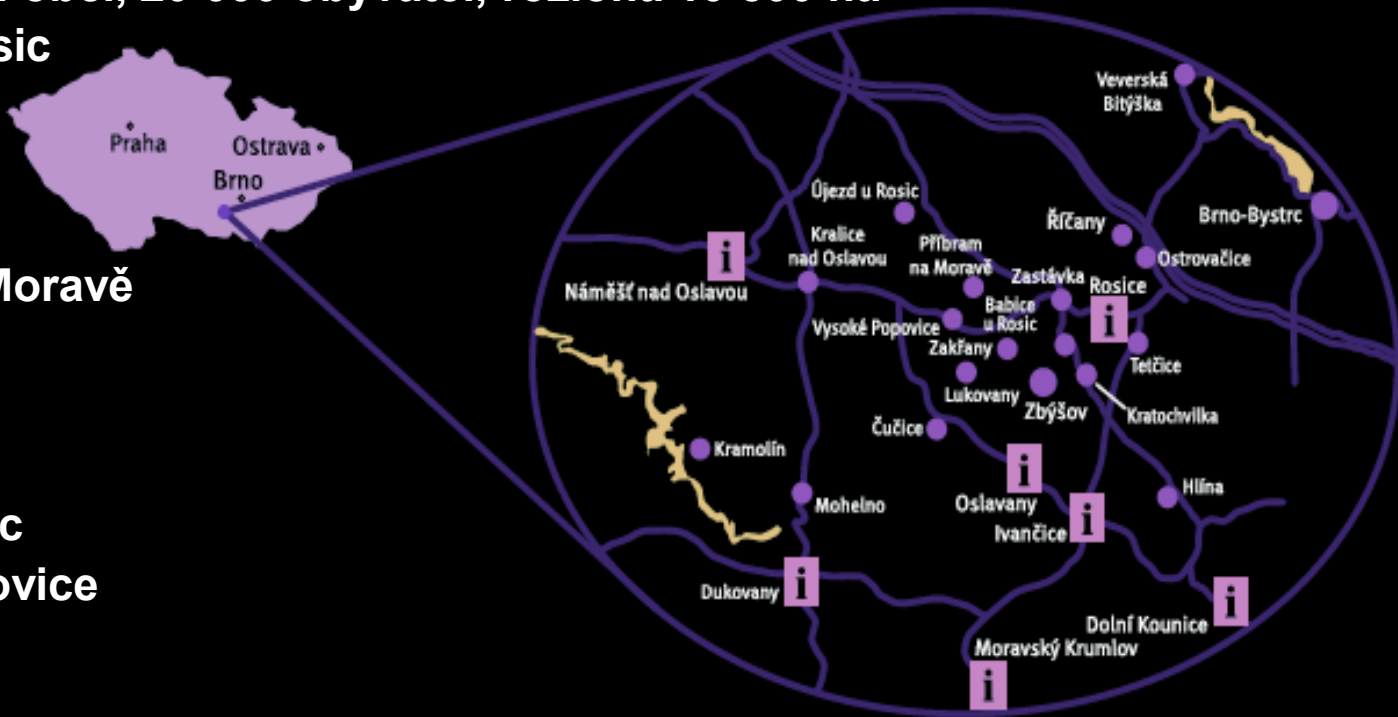 sic
Moravě
c
ovice
Praha
Ostrava
Brno
Veverská
Bitýška
Újezd u Rosic
Brno-Bystrc
Říčany
Kralice
nad Oslavou
Příbram
na Moravě
Ostrovačice
Zastávka
Rosice
i
Náměšť nad Oslavou
Babice
u Rosic
i
Vysoké Popovice
Zakřany
Tetčice
Lukovany
Zbýšov
Kratochvilka
Čučice
Kramolín
i
Hlína
Mohelno
Oslavany
i
Ivančice
Dukovany
i
i
Dolní Kounice
Moravský Krumlov
i